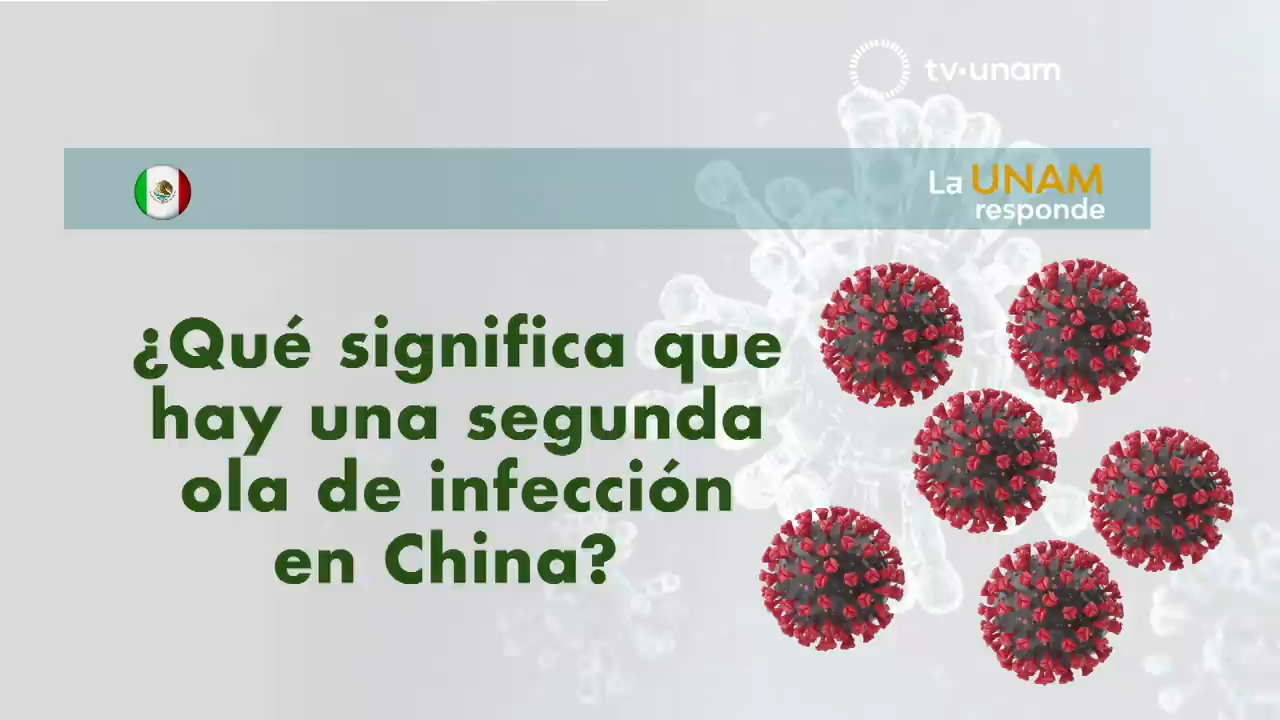 tv·unam
La UNAM
responde
¿Qué significa que
hay una segunda
ola de infección
en China?